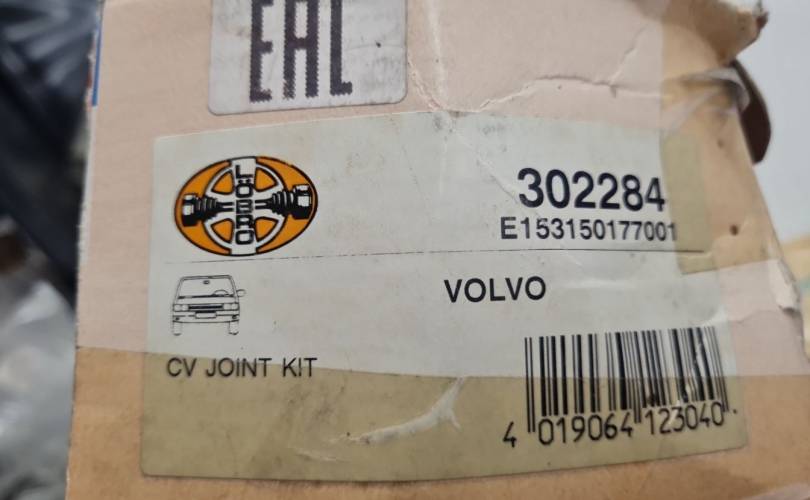 EAC
LÖBRO
302284
E153150177001
VOLVO
CV JOINT KIT
4 019064 123040